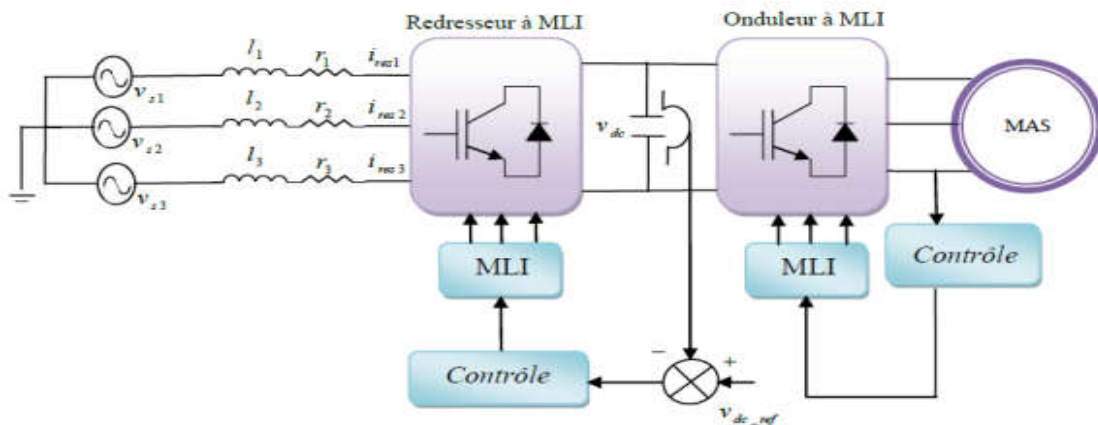 Redresseur à MLI
Onduleur à MLI
l1
r1
ires1
vs1
l2
r2
ires2
vs2
l3
r3
ires3
vs3
vdc
MAS
MLI
MLI
Contrôle
Contrôle
−
+
vdc_ref